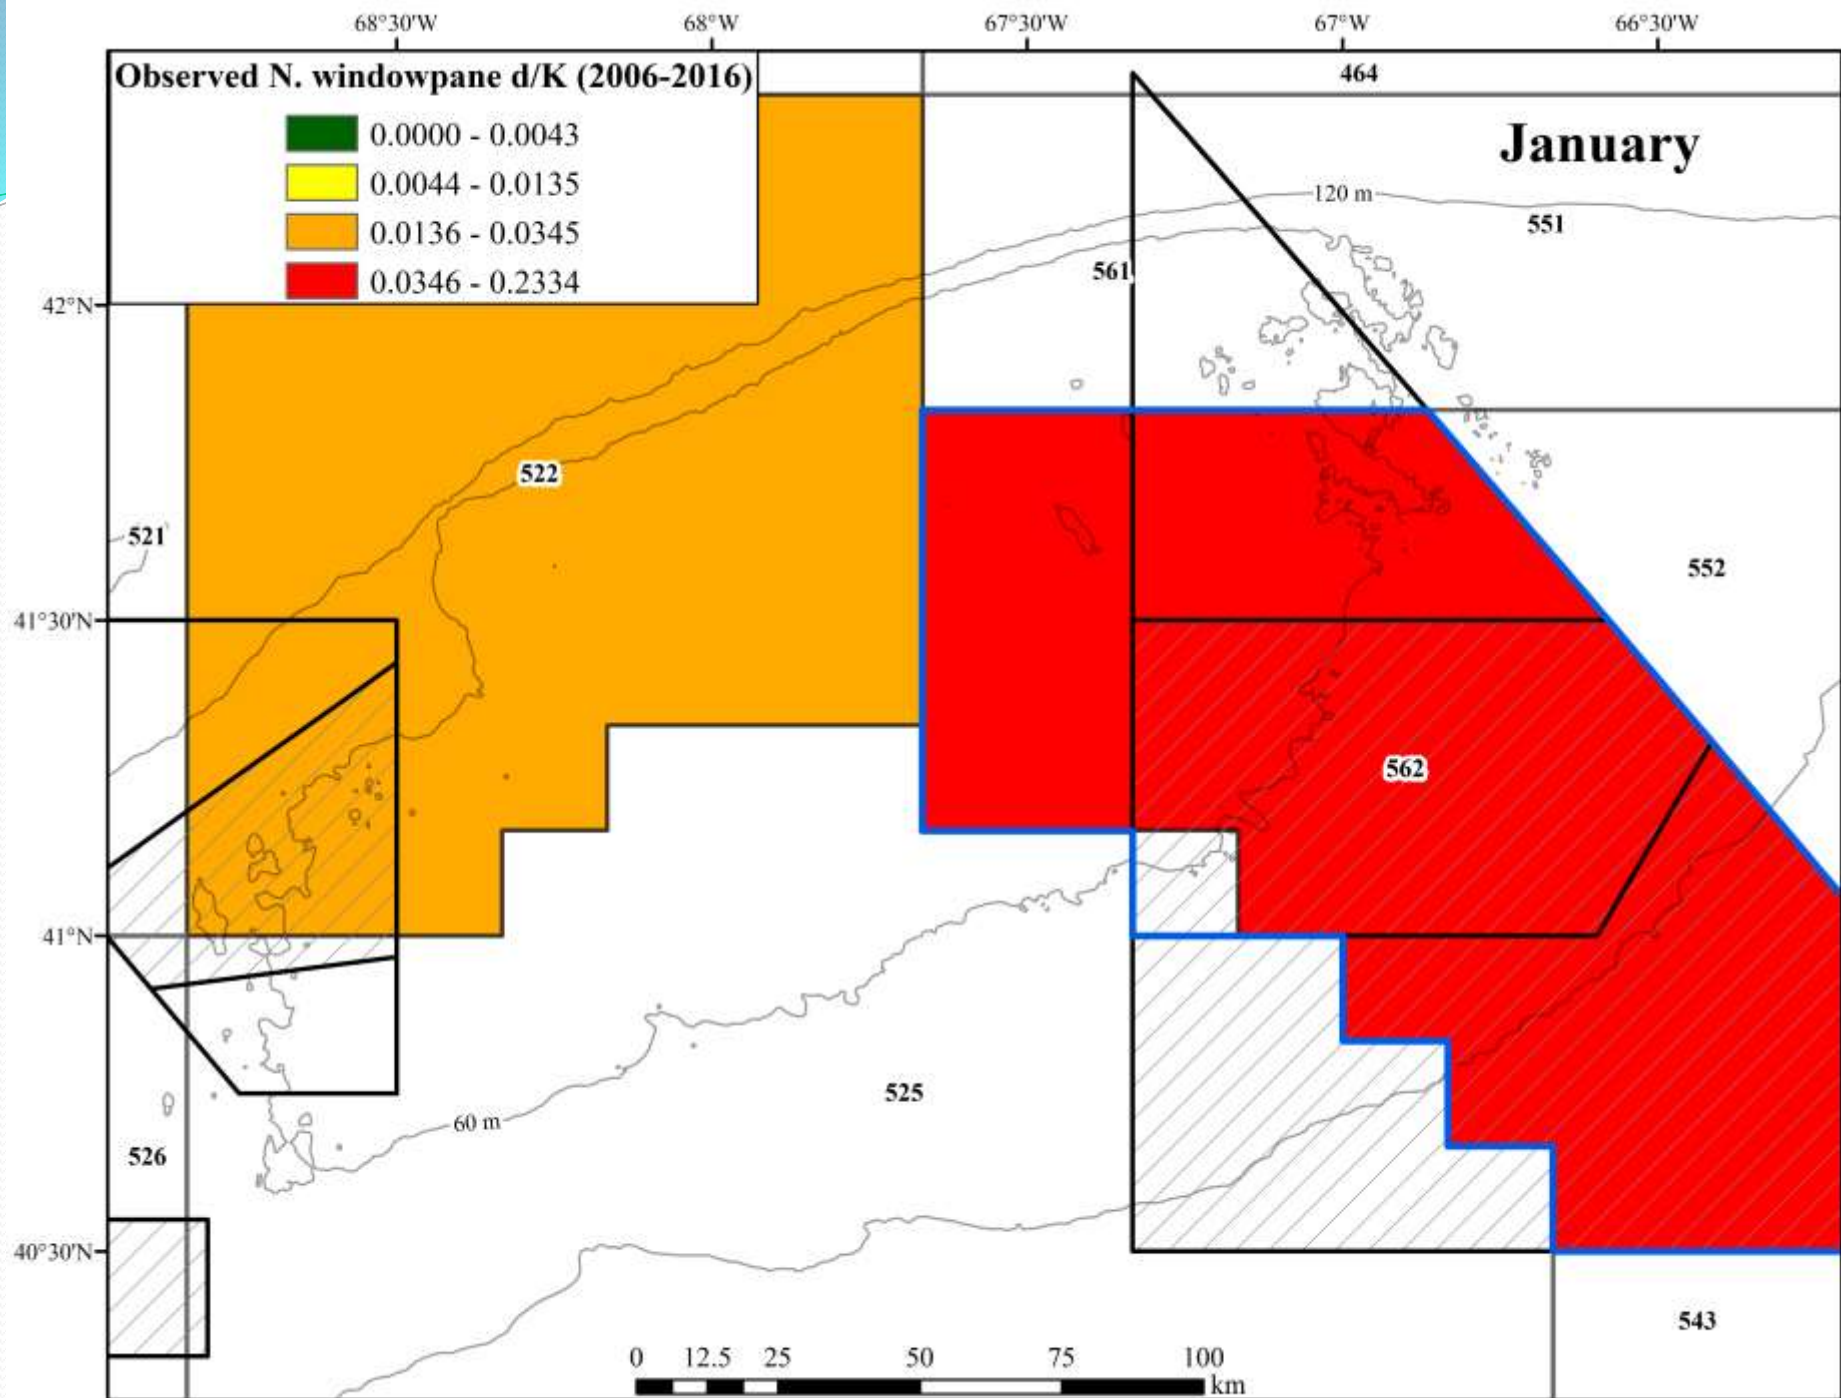 68°30'W 68°W 67°30'W 67°W 66°30'W
Observed N. windowpane d/K (2006-2016)
0.0000 - 0.0043
0.0044 - 0.0135
0.0136 - 0.0345
0.0346 - 0.2334
464
January
120 m
551
561
42°N
522
521
552
41°30'N
562
41°N
525
60 m
526
40°30'N
543
0 12.5 25 50 75 100
km